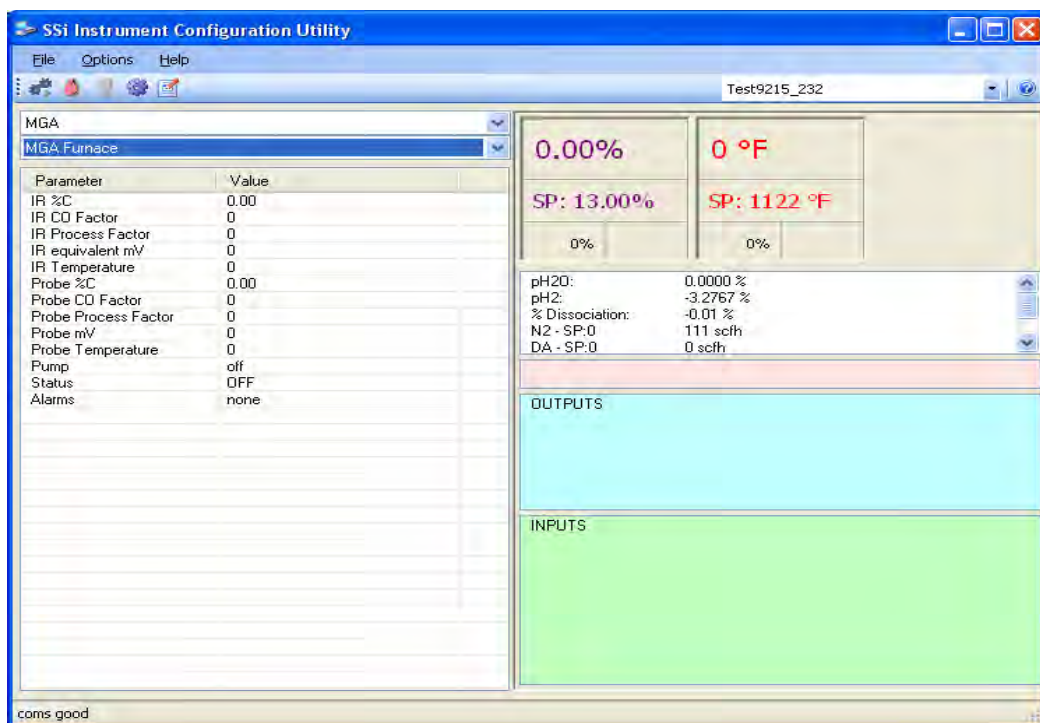 SSi Instrument Configuration Utility
File Options Help
Test9215_232
MGA
MGA Furnace
Parameter Value
IR %C 0.00
IR CO Factor 0
IR Process Factor 0
IR equivalent mV 0
IR Temperature 0
Probe %C 0.00
Probe CO Factor 0
Probe Process Factor 0
Probe mV 0
Probe Temperature 0
Pump off
Status OFF
Alarms none
0.00% 0 °F
SP: 13.00% SP: 1122 °F
0% 0%
pH2O: 0.0000 %
pH2: -3.2767 %
% Dissociation: -0.01 %
N2 - SP:0 111 scfh
DA - SP:0 0 scfh
OUTPUTS
INPUTS
coms good